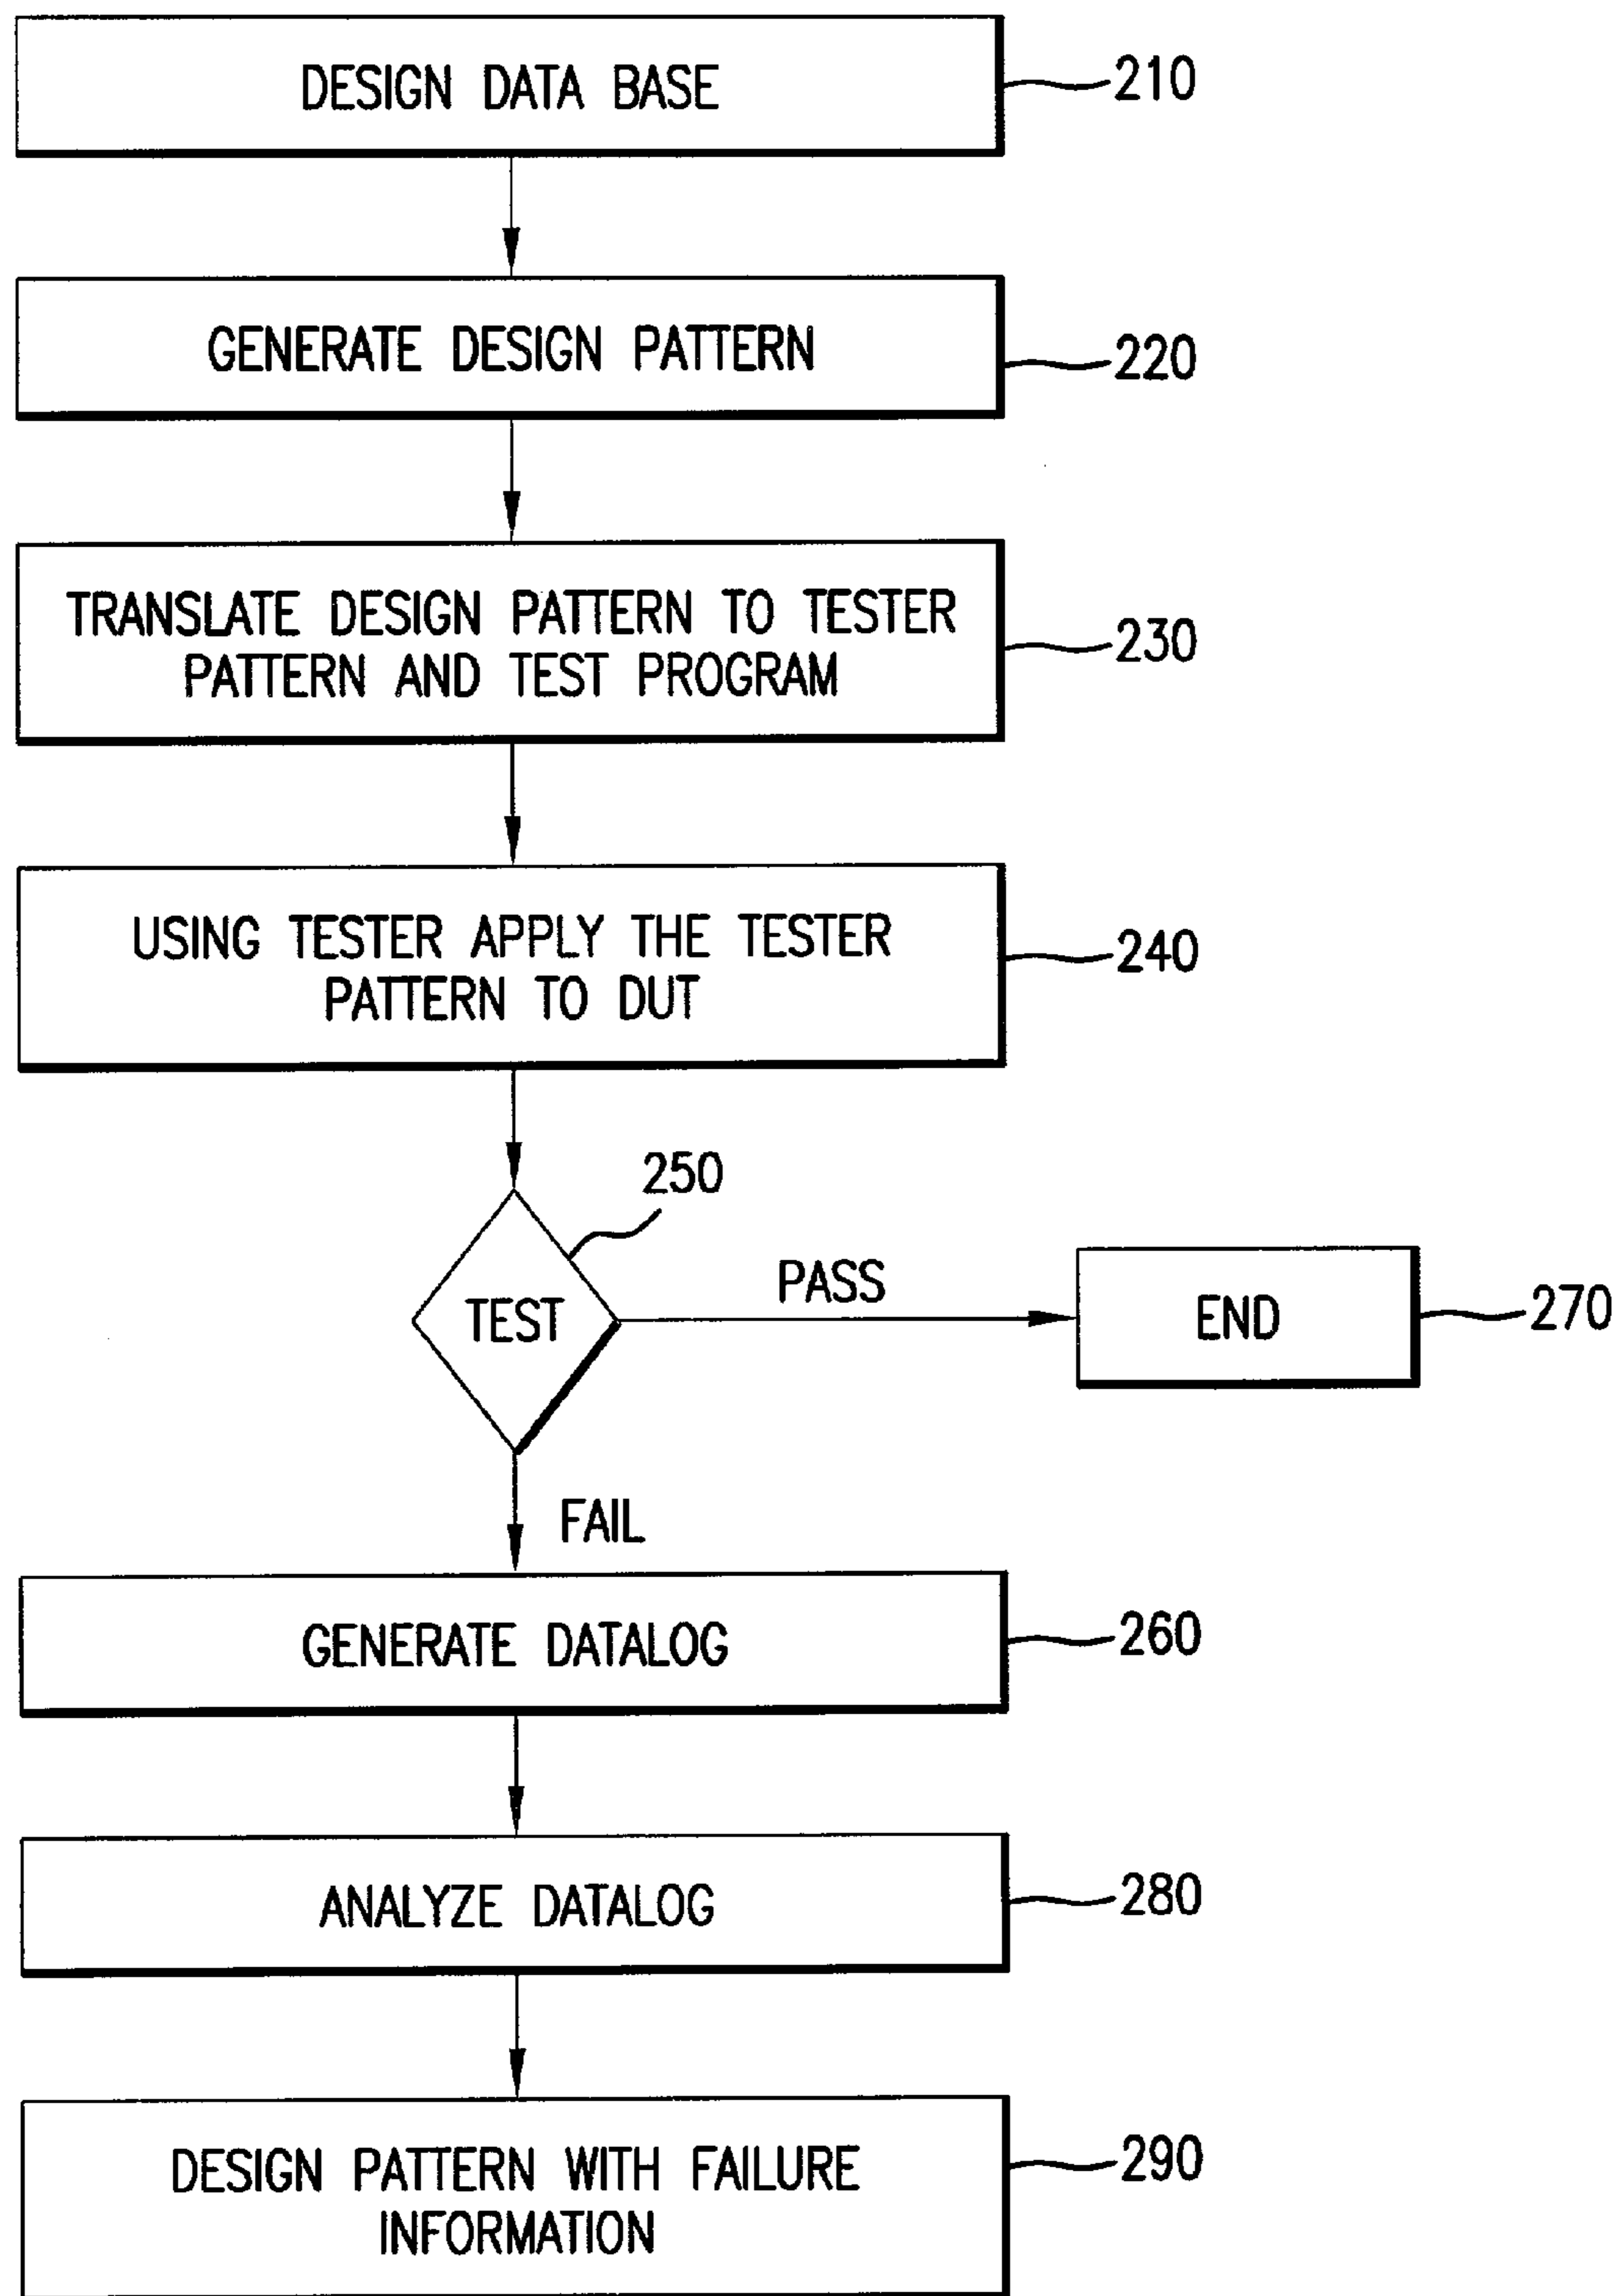 DESIGN DATA BASE
210
GENERATE DESIGN PATTERN
220
TRANSLATE DESIGN PATTERN TO TESTER
PATTERN AND TEST PROGRAM
230
USING TESTER APPLY THE TESTER
PATTERN TO DUT
240
250
TEST
PASS
END
270
FAIL
GENERATE DATALOG
260
ANALYZE DATALOG
280
DESIGN PATTERN WITH FAILURE
INFORMATION
290